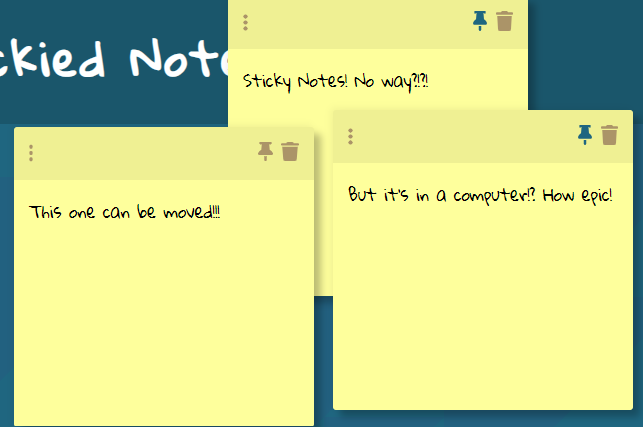 ckied Note
Sticky Notes! No way?!?!
But it's in a computer!? How epic!
This one can be moved!!!